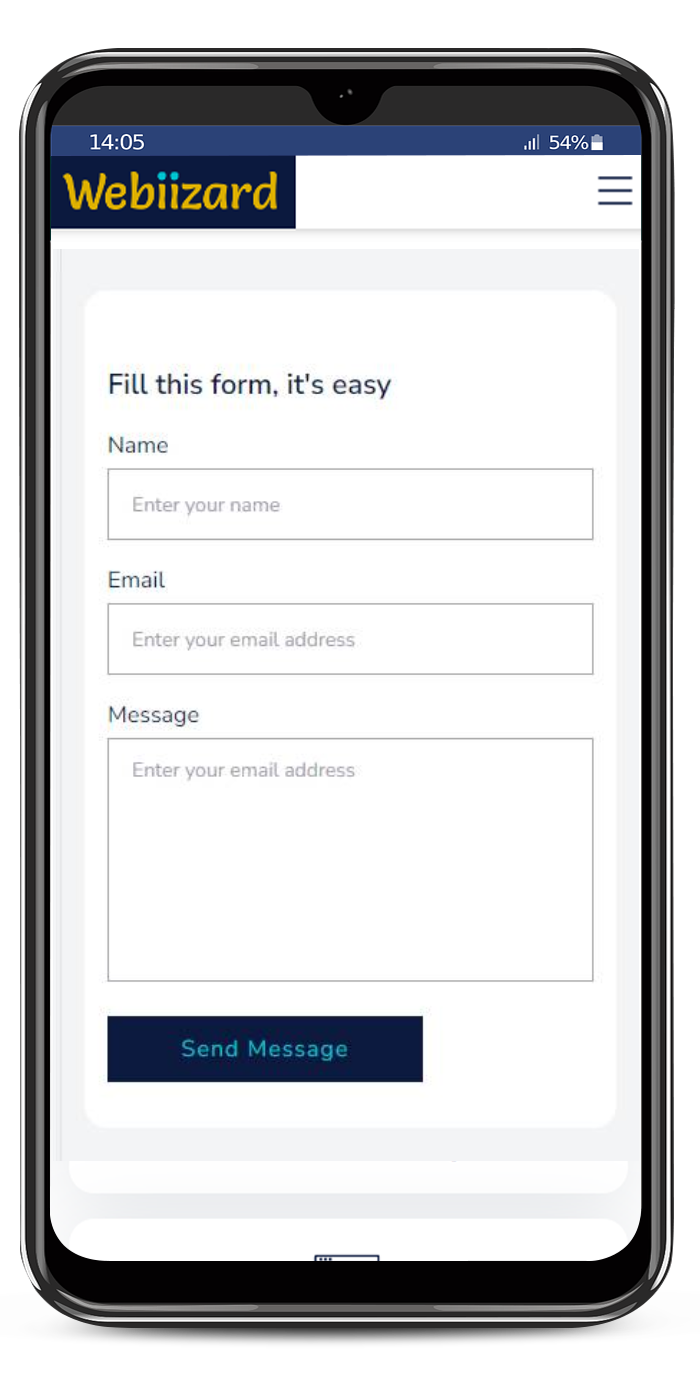 14:05 54%
Webiizard
Fill this form, it's easy
Name
Enter your name
Email
Enter your email address
Message
Enter your email address
Send Message